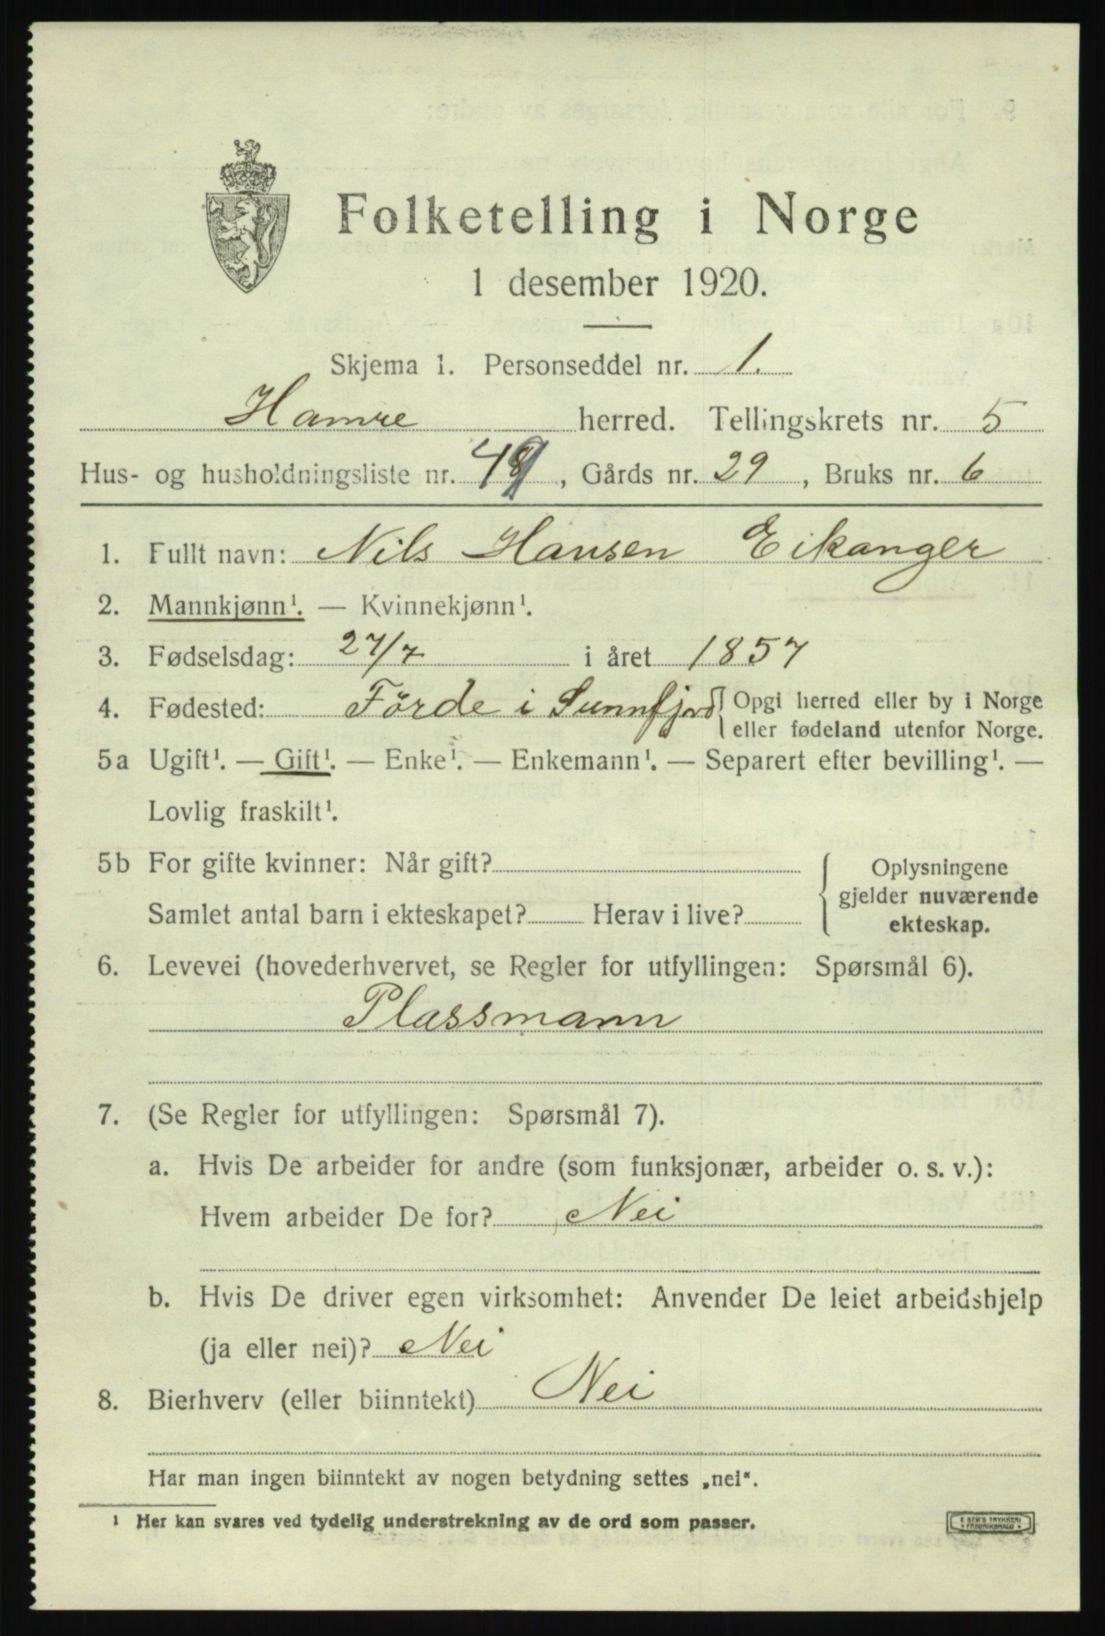 Folketelling i Norge
1 desember 1920.
Skjema 1. Personseddel nr. 1.
Hamre herred. Tellingskrets nr. 5
Hus- og husholdningsliste nr. 48, Gårds nr. 29, Bruks nr. 6
1. Fullt navn: Nils Hansen Eikanger
2. Mannkjønn¹. — Kvinnekjønn¹.
3. Fødselsdag: 27/7 i året 1857
4. Fødested: Förde i Sunnfjord { Opgi herred eller by i Norge
eller fødeland utenfor Norge.
5a Ugift¹. — Gift¹. — Enke¹. — Enkemann¹. — Separert efter bevilling¹. —
Lovlig fraskilt¹.
5b For gifte kvinner: Når gift?
Samlet antal barn i ekteskapet? Herav i live?
Oplysningene
gjelder nuværende
ekteskap.
6. Levevei (hovederhvervet, se Regler for utfyllingen: Spørsmål 6).
Plassmann
7. (Se Regler for utfyllingen: Spørsmål 7).
a. Hvis De arbeider for andre (som funksjonær, arbeider o. s. v.):
Hvem arbeider De for? Nei
b. Hvis De driver egen virksomhet: Anvender De leiet arbeidshjelp
(ja eller nei)? Nei
8. Bierhverv (eller biinntekt) Nei
Har man ingen biinntekt av nogen betydning settes „nei“.
¹ Her kan svares ved tydelig understrekning av de ord som passer.